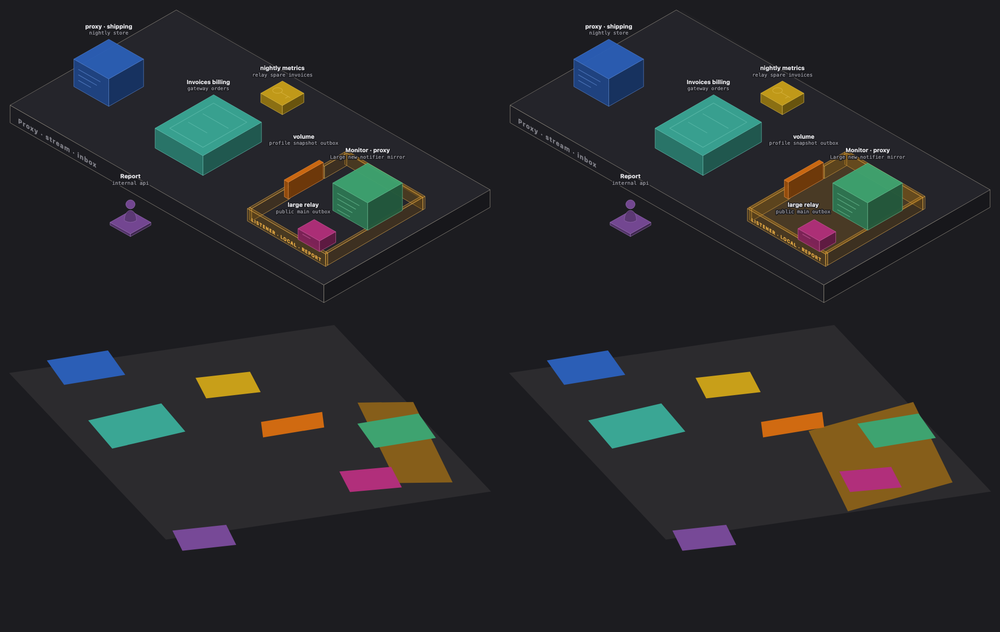 proxy · shipping
nightly store
nightly metrics
relay spare invoices
Invoices billing
gateway orders
volume
profile snapshot outbox
Monitor · proxy
Large new notifier mirror
Proxy · stream · inbox
Report
internal api
large relay
public main outbox
LISTENER · LOCAL · REPORT
proxy · shipping
nightly store
nightly metrics
relay spare invoices
Invoices billing
gateway orders
volume
profile snapshot outbox
Monitor · proxy
Large new notifier mirror
Proxy · stream · inbox
Report
internal api
large relay
public main outbox
LISTENER · LOCAL · REPORT